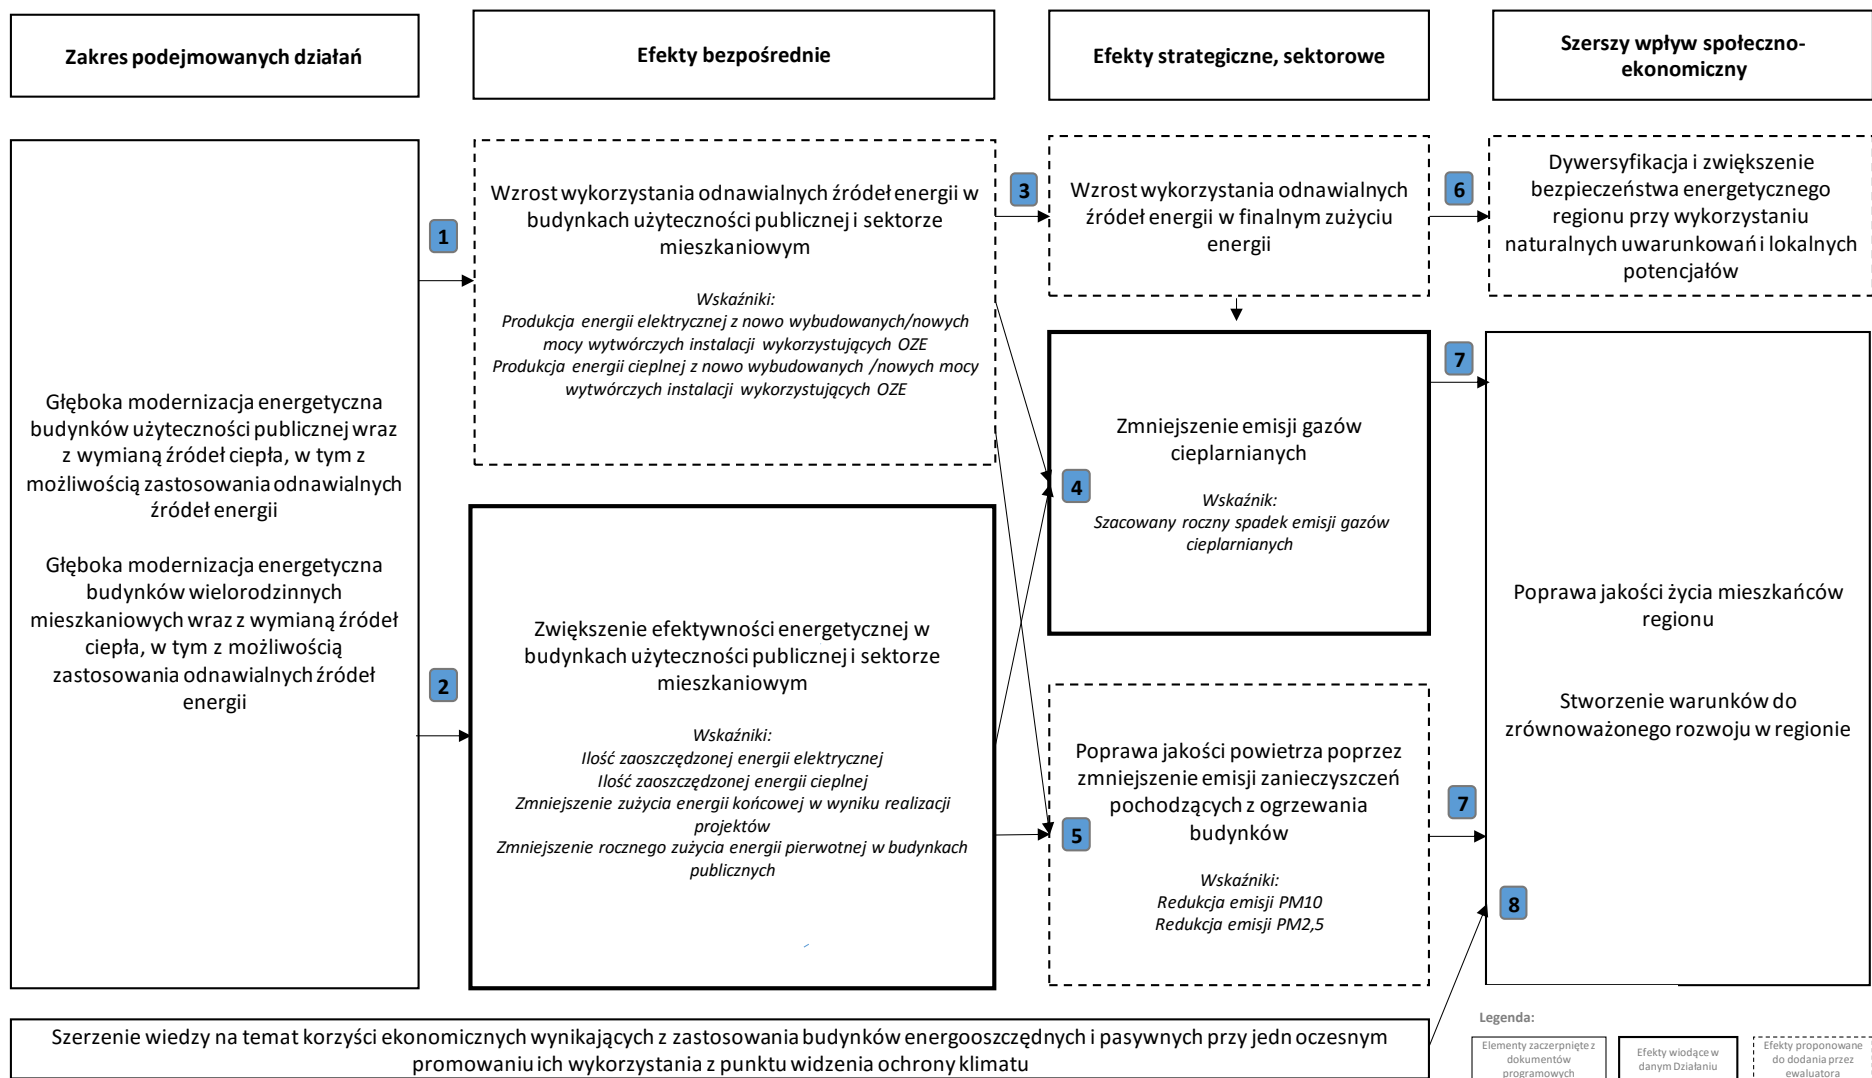 Zakres podejmowanych działań
Efekty bezpośrednie
Efekty strategiczne, sektorowe
Szerszy wpływ społeczno-
ekonomiczny
Głęboka modernizacja energetyczna
budynków użyteczności publicznej wraz
z wymianą źródeł ciepła, w tym z
możliwością zastosowania odnawialnych
źródeł energii
Głęboka modernizacja energetyczna
budynków wielorodzinnych
mieszkaniowych wraz z wymianą źródeł
ciepła, w tym z możliwością
zastosowania odnawialnych źródeł
energii
1
2
Wzrost wykorzystania odnawialnych źródeł energii w
budynkach użyteczności publicznej i sektorze
mieszkaniowym
Wskaźniki:
Produkcja energii elektrycznej z nowo wybudowanych/nowych
mocy wytwórczych instalacji wykorzystujących OZE
Produkcja energii cieplnej z nowo wybudowanych /nowych mocy
wytwórczych instalacji wykorzystujących OZE
Zwiększenie efektywności energetycznej w
budynkach użyteczności publicznej i sektorze
mieszkaniowym
Wskaźniki:
Ilość zaoszczędzonej energii elektrycznej
Ilość zaoszczędzonej energii cieplnej
Zmniejszenie zużycia energii końcowej w wyniku realizacji
projektów
Zmniejszenie rocznego zużycia energii pierwotnej w budynkach
publicznych
3
Wzrost wykorzystania odnawialnych
źródeł energii w finalnym zużyciu
energii
4
Zmniejszenie emisji gazów
cieplarnianych
Wskaźnik:
Szacowany roczny spadek emisji gazów
cieplarnianych
5
Poprawa jakości powietrza poprzez
zmniejszenie emisji zanieczyszczeń
pochodzących z ogrzewania
budynków
Wskaźniki:
Redukcja emisji PM10
Redukcja emisji PM2,5
6
Dywersyfikacja i zwiększenie
bezpieczeństwa energetycznego
regionu przy wykorzystaniu
naturalnych uwarunkowań i lokalnych
potencjałów
7
7
8
Poprawa jakości życia mieszkańców
regionu
Stworzenie warunków do
zrównoważonego rozwoju w regionie
Szerzenie wiedzy na temat korzyści ekonomicznych wynikających z zastosowania budynków energooszczędnych i pasywnych przy jedn oczesnym
promowaniu ich wykorzystania z punktu widzenia ochrony klimatu
Legenda:
Elementy zaczerpnięte z
dokumentów
programowych
Efekty wiodące w
danym Działaniu
Efekty proponowane
do dodania przez
ewaluatora